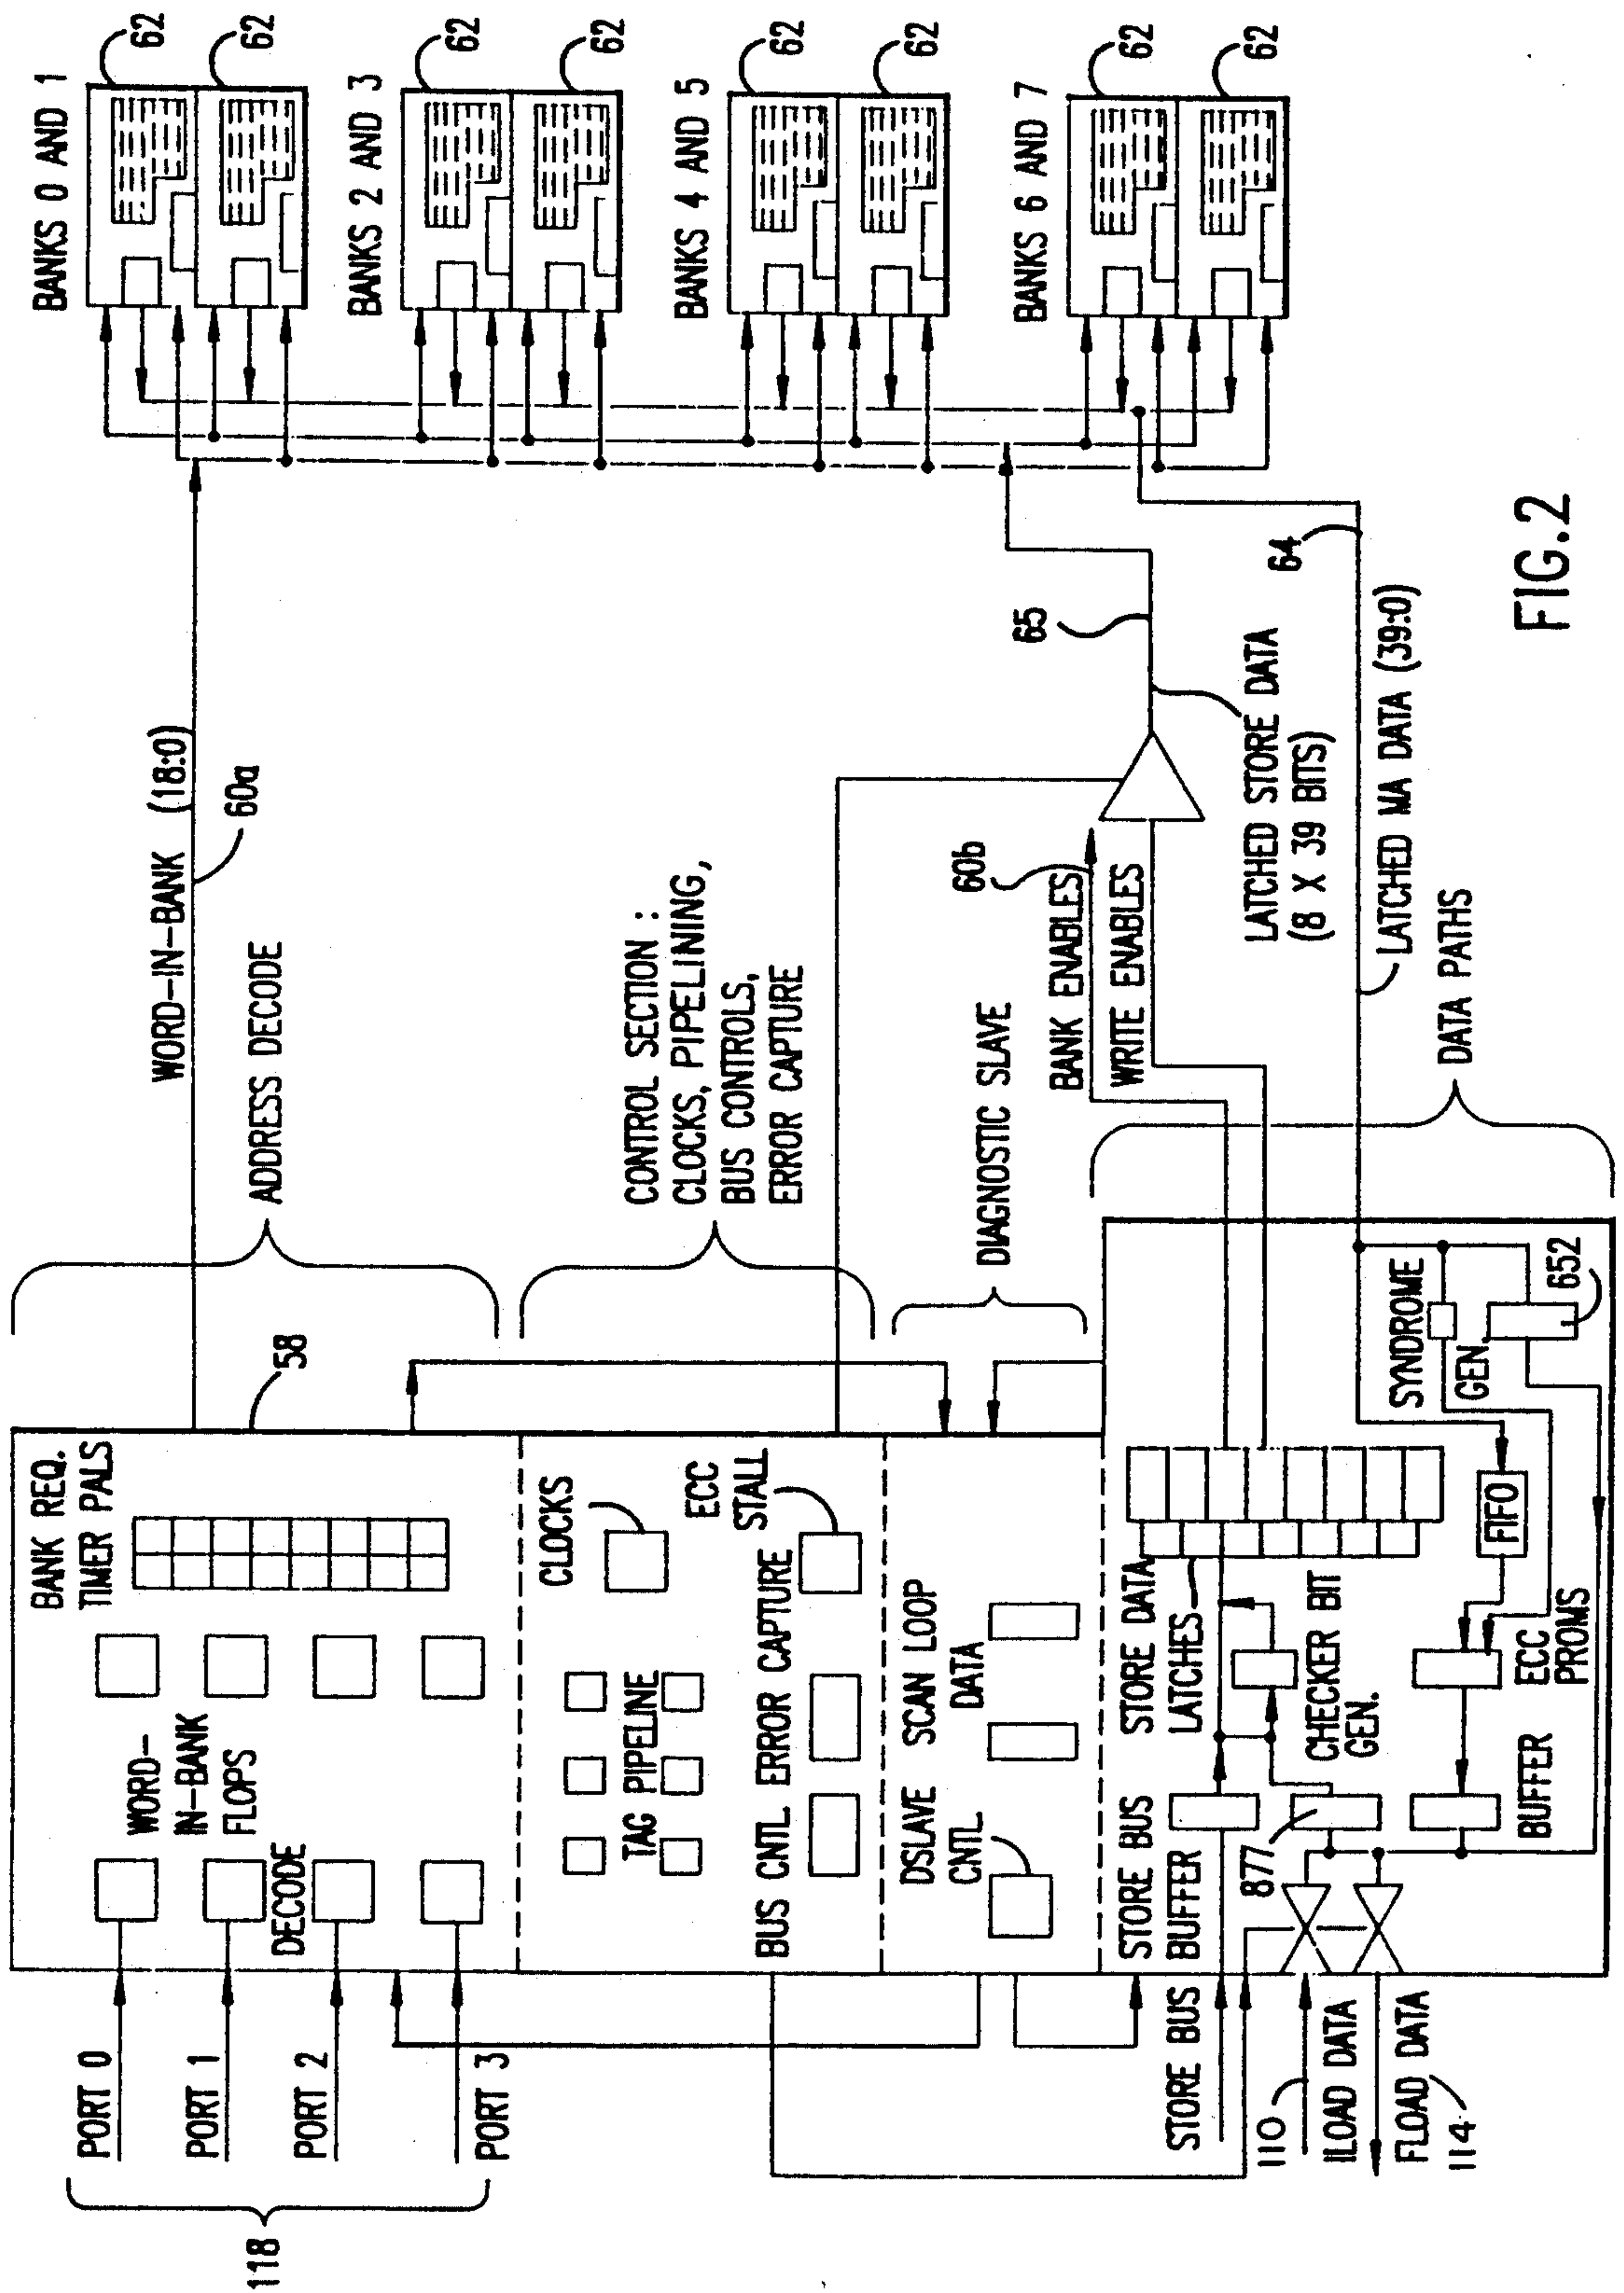 BANKS 0 AND 1
62
62
BANKS 2 AND 3
62
62
BANKS 4 AND 5
62
62
BANKS 6 AND 7
62
62
WORD-IN-BANK (18:0)
60a
ADDRESS DECODE
CONTROL SECTION :
CLOCKS, PIPELINING,
BUS CONTROLS,
ERROR CAPTURE
DIAGNOSTIC SLAVE
BANK ENABLES
60b
WRITE ENABLES
65
LATCHED STORE DATA
(8 X 39 BITS)
64
LATCHED MA DATA (39:0)
DATA PATHS
58
BANK REQ.
TIMER PALS
WORD-
IN-BANK
FLOPS
DECODE
PORT 0
PORT 1
PORT 2
PORT 3
118
CLOCKS
ECC
STALL
TAG PIPELINE
BUS CNTL
ERROR CAPTURE
DSLAVE
CNTL
SCAN LOOP
DATA
STORE BUS
BUFFER
STORE DATA
LATCHES
CHECKER BIT
GEN.
877
SYNDROME
GEN.
652
FIFO
ECC
PROMS
BUFFER
STORE BUS
110
ILOAD DATA
FLOAD DATA
114
FIG.2